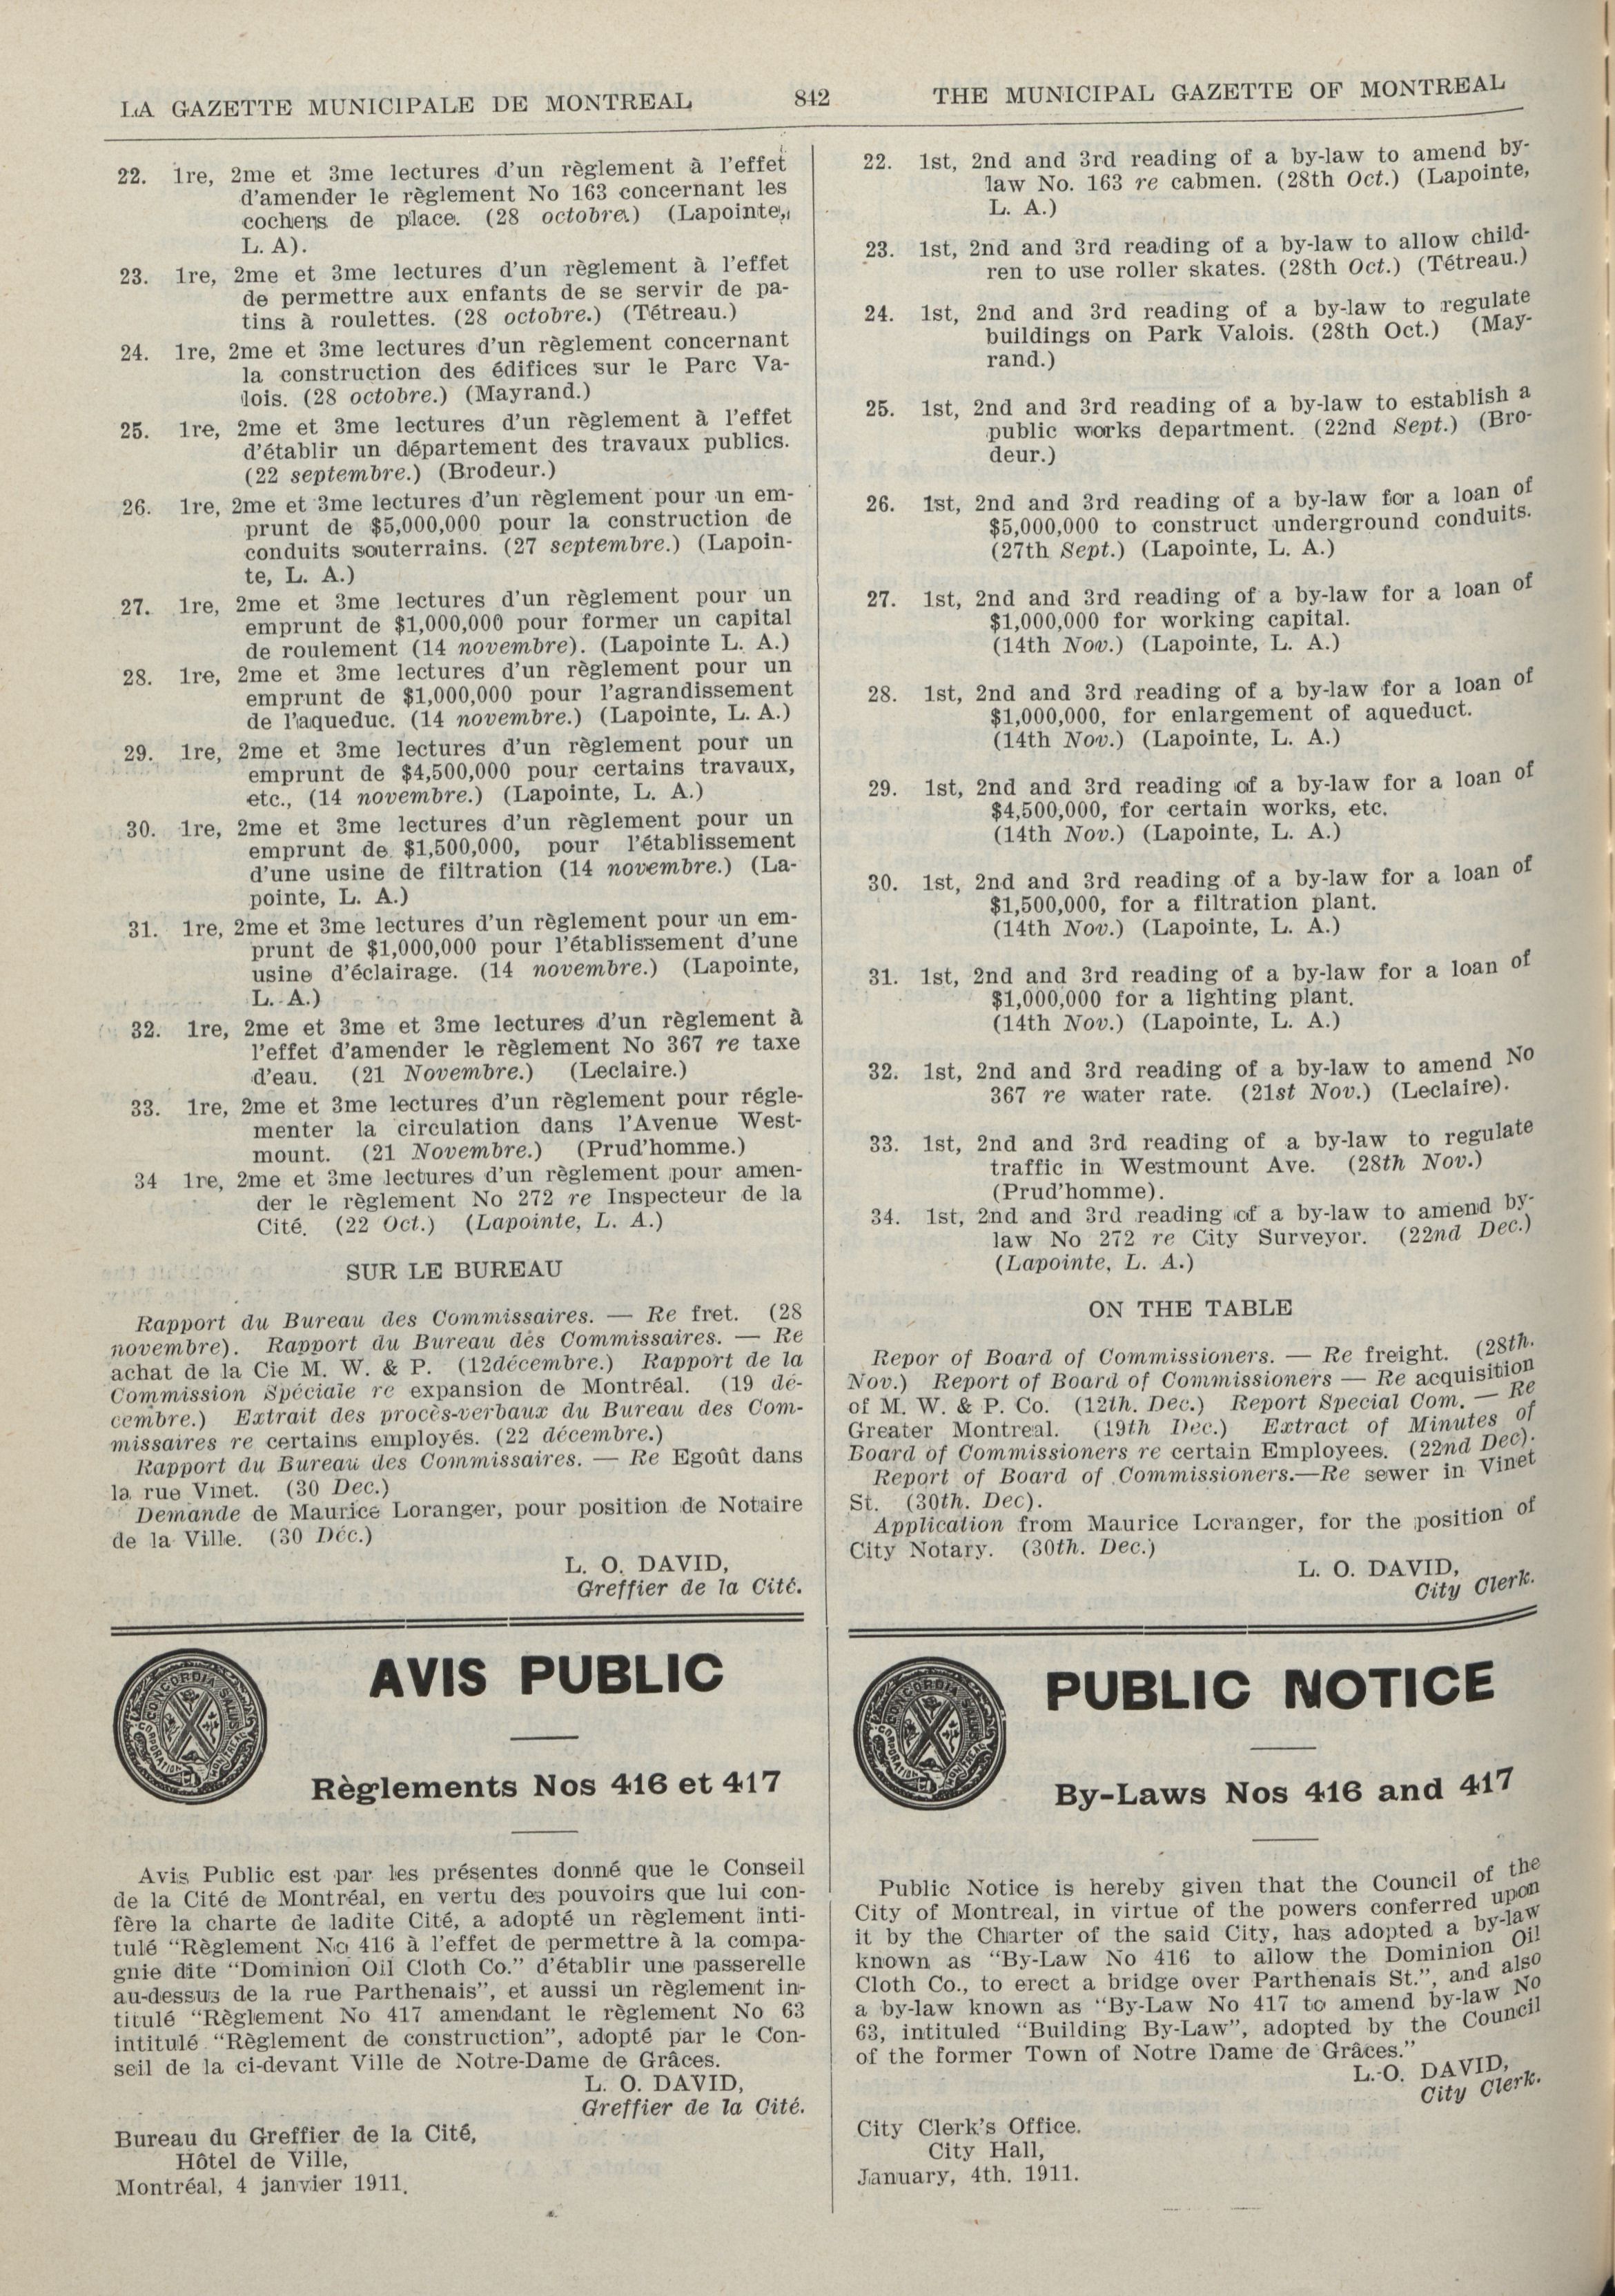 LA GAZETTE MUNICIPALE DE MONTREAL 842 THE MUNICIPAL GAZETTE OF MONTREAL
22. 1re, 2me et 3me lectures d'un règlement à l'effet
d'amender le règlement No 163 concernant les
cochers de place. (28 octobre) (Lapointe,
L. A).
23. 1re, 2me et 3me lectures d'un règlement à l'effet
de permettre aux enfants de se servir de pa-
tins à roulettes. (28 octobre.) (Tétreau.)
24. 1re, 2me et 3me lectures d'un règlement concernant
la construction des édifices sur le Parc Va-
lois. (28 octobre.) (Mayrand.)
25. 1re, 2me et 3me lectures d'un règlement à l'effet
d'établir un département des travaux publics.
(22 septembre.) (Brodeur.)
26. 1re, 2me et 3me lectures d'un règlement pour un em-
prunt de $5,000,000 pour la construction de
conduits souterrains. (27 septembre.) (Lapoin-
te, L. A.)
27. 1re, 2me et 3me lectures d'un règlement pour un
emprunt de $1,000,000 pour former un capital
de roulement (14 novembre). (Lapointe L. A.)
28. 1re, 2me et 3me lectures d'un règlement pour un
emprunt de $1,000,000 pour l'agrandissement
de l'aqueduc. (14 novembre.) (Lapointe, L. A.)
29. 1re, 2me et 3me lectures d'un règlement pour un
emprunt de $4,500,000 pour certains travaux,
etc., (14 novembre.) (Lapointe, L. A.)
30. 1re, 2me et 3me lectures d'un règlement pour un
emprunt de $1,500,000, pour l'établissement
d'une usine de filtration (14 novembre.) (La-
pointe, L. A.)
31. 1re, 2me et 3me lectures d'un règlement pour un em-
prunt de $1,000,000 pour l'établissement d'une
usine d'éclairage. (14 novembre.) (Lapointe,
L. A.)
32. 1re, 2me et 3me et 3me lectures d'un règlement à
l'effet d'amender le règlement No 367 re taxe
d'eau. (21 Novembre.) (Leclaire.)
33. 1re, 2me et 3me lectures d'un règlement pour régle-
menter la circulation dans l'Avenue West-
mount. (21 Novembre.) (Prud'homme.)
34 1re, 2me et 3me lectures d'un règlement pour amen-
der le règlement No 272 re Inspecteur de la
Cité. (22 Oct.) (Lapointe, L. A.)
SUR LE BUREAU
Rapport du Bureau des Commissaires. — Re fret. (28
novembre). Rapport du Bureau dès Commissaires. — Re
achat de la Cie M. W. & P. (12décembre.) Rapport de la
Commission Spéciale re expansion de Montréal. (19 dé-
cembre.) Extrait des procès-verbaux du Bureau des Com-
missaires re certains employés. (22 décembre.)
Rapport du Bureau des Commissaires. — Re Egoût dans
la rue Vinet. (30 Dec.)
Demande de Maurice Loranger, pour position de Notaire
de la Ville. (30 Déc.)
L. O. DAVID,
Greffier de la Cité.
AVIS PUBLIC
CONCORDIA SALUS
CORPORATION MONTREAL
Règlements Nos 416 et 417
Avis Public est par les présentes donné que le Conseil
de la Cité de Montréal, en vertu des pouvoirs que lui con-
fère la charte de ladite Cité, a adopté un règlement inti-
tulé "Règlement No 416 à l'effet de permettre à la compa-
gnie dite "Dominion Oil Cloth Co." d'établir une passerelle
au-dessus de la rue Parthenais", et aussi un règlement in-
titulé "Règlement No 417 amendant le règlement No 63
intitulé "Règlement de construction", adopté par le Con-
seil de la ci-devant Ville de Notre-Dame de Grâces.
L. O. DAVID,
Greffier de la Cité.
Bureau du Greffier de la Cité,
Hôtel de Ville,
Montréal, 4 janvier 1911.
22. 1st, 2nd and 3rd reading of a by-law to amend by-
law No. 163 re cabmen. (28th Oct.) (Lapointe,
L. A.)
23. 1st, 2nd and 3rd reading of a by-law to allow child-
ren to use roller skates. (28th Oct.) (Tétreau.)
24. 1st, 2nd and 3rd reading of a by-law to regulate
buildings on Park Valois. (28th Oct.) (May-
rand.)
25. 1st, 2nd and 3rd reading of a by-law to establish a
public works department. (22nd Sept.) (Bro-
deur.)
26. 1st, 2nd and 3rd reading of a by-law for a loan of
$5,000,000 to construct underground conduits.
(27th Sept.) (Lapointe, L. A.)
27. 1st, 2nd and 3rd reading of a by-law for a loan of
$1,000,000 for working capital.
(14th Nov.) (Lapointe, L. A.)
28. 1st, 2nd and 3rd reading of a by-law for a loan of
$1,000,000, for enlargement of aqueduct.
(14th Nov.) (Lapointe, L. A.)
29. 1st, 2nd and 3rd reading of a by-law for a loan of
$4,500,000, for certain works, etc.
(14th Nov.) (Lapointe, L. A.)
30. 1st, 2nd and 3rd reading of a by-law for a loan of
$1,500,000, for a filtration plant.
(14th Nov.) (Lapointe, L. A.)
31. 1st, 2nd and 3rd reading of a by-law for a loan of
$1,000,000 for a lighting plant.
(14th Nov.) (Lapointe, L. A.)
32. 1st, 2nd and 3rd reading of a by-law to amend No
367 re water rate. (21st Nov.) (Leclaire).
33. 1st, 2nd and 3rd reading of a by-law to regulate
traffic in Westmount Ave. (28th Nov.)
(Prud'homme).
34. 1st, 2nd and 3rd reading of a by-law to amend by-
law No 272 re City Surveyor. (22nd Dec.)
(Lapointe, L. A.)
ON THE TABLE
Repor of Board of Commissioners. — Re freight. (28th.
Nov.) Report of Board of Commissioners — Re acquisition
of M. W. & P. Co. (12th. Dec.) Report Special Com. — Re
Greater Montreal. (19th Dec.) Extract of Minutes of
Board of Commissioners re certain Employees. (22nd Dec).
Report of Board of Commissioners.—Re sewer in Vinet
St. (30th. Dec).
Application from Maurice Loranger, for the position of
City Notary. (30th. Dec.)
L. O. DAVID,
City Clerk.
PUBLIC NOTICE
CONCORDIA SALUS
CORPORATION MONTREAL
By-Laws Nos 416 and 417
Public Notice is hereby given that the Council of the
City of Montreal, in virtue of the powers conferred upon
it by the Charter of the said City, has adopted a by-law
known as "By-Law No 416 to allow the Dominion Oil
Cloth Co., to erect a bridge over Parthenais St.", and also
a by-law known as "By-Law No 417 to amend by-law No
63, intituled "Building By-Law", adopted by the Council
of the former Town of Notre Dame de Grâces."
L. O. DAVID,
City Clerk.
City Clerk's Office.
City Hall,
January, 4th. 1911.